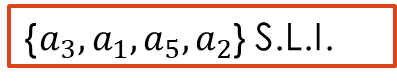 {a₃, a₁, a₅, a₂} S.L.I.